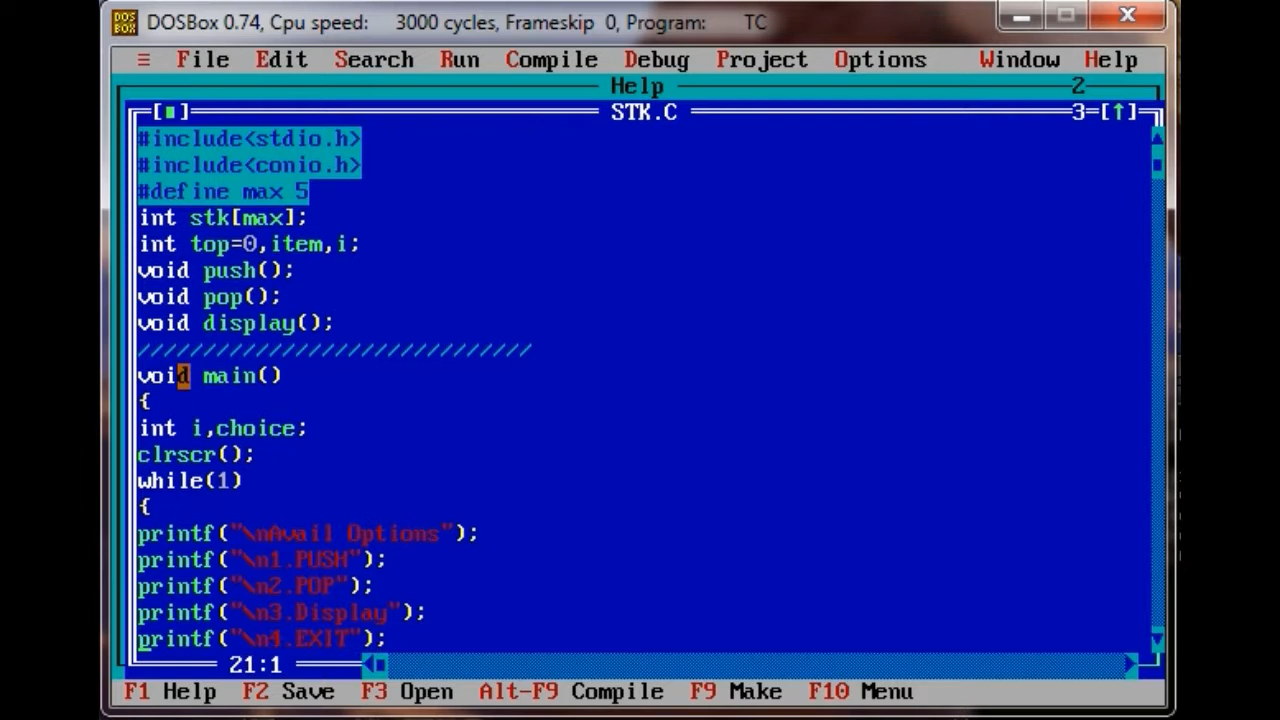 DOSBox 0.74, Cpu speed: 3000 cycles, Frameskip 0, Program: TC
≡ File Edit Search Run Compile Debug Project Options Window Help
Help 2
[■] STK.C 3=[↑]
#include<stdio.h>
#include<conio.h>
#define max 5
int stk[max];
int top=0,item,i;
void push();
void pop();
void display();
//////////////////////////////
void main()
{
int i,choice;
clrscr();
while(1)
{
printf("\nAvail Options");
printf("\n1.PUSH");
printf("\n2.POP");
printf("\n3.Display");
printf("\n4.EXIT");
21:1
F1 Help F2 Save F3 Open Alt-F9 Compile F9 Make F10 Menu